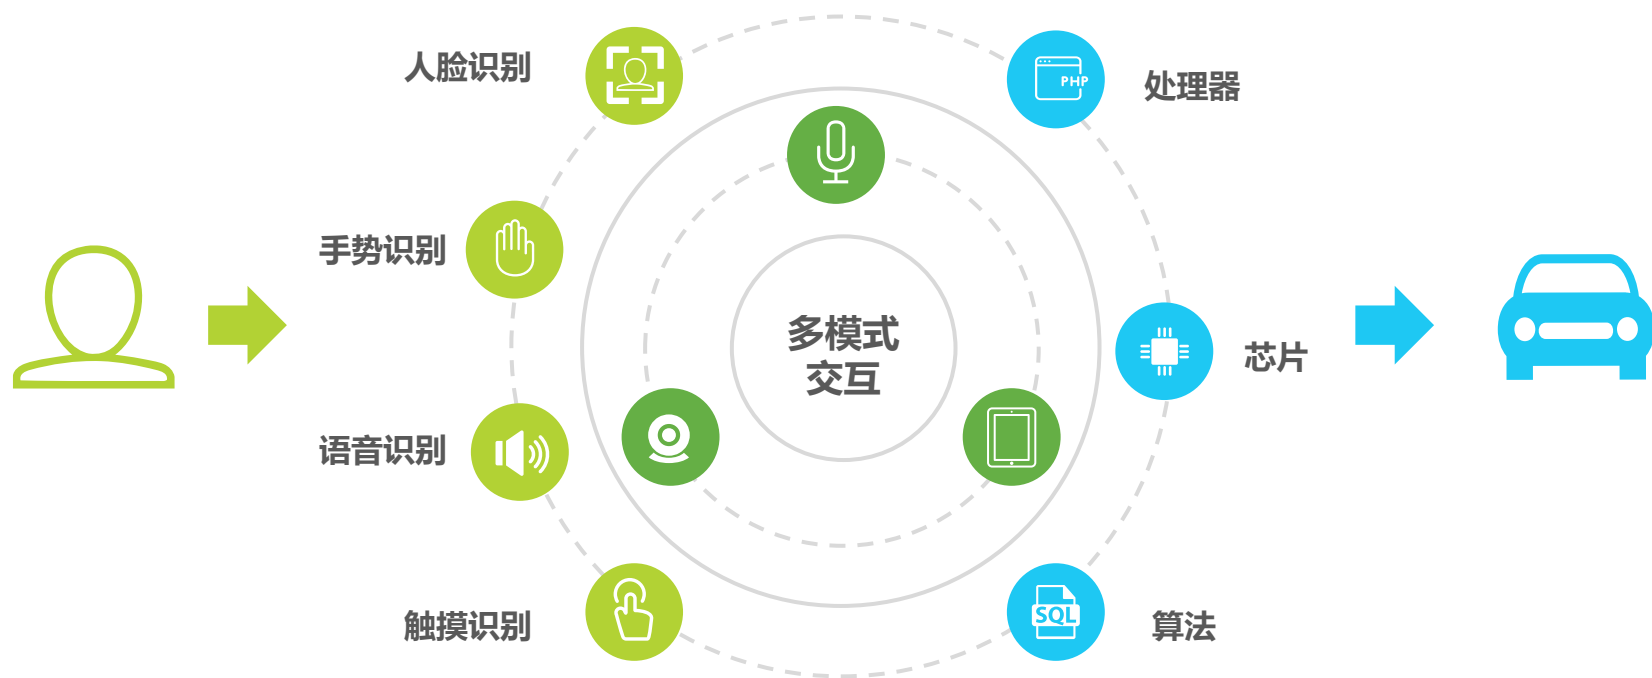 人脸识别
PHP
处理器
手势识别
多模式
交互
芯片
语音识别
触摸识别
SQL
算法